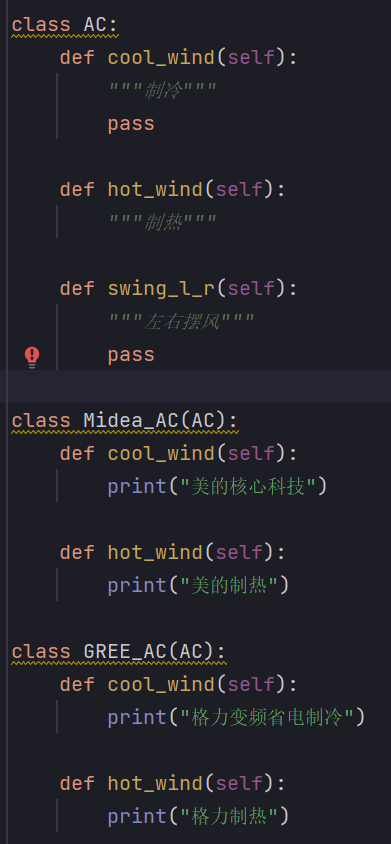 class AC:
    def cool_wind(self):
        """制冷"""
        pass

    def hot_wind(self):
        """制热"""

    def swing_l_r(self):
        """左右摆风"""
        pass

class Midea_AC(AC):
    def cool_wind(self):
        print("美的核心科技")

    def hot_wind(self):
        print("美的制热")

class GREE_AC(AC):
    def cool_wind(self):
        print("格力变频省电制冷")

    def hot_wind(self):
        print("格力制热")